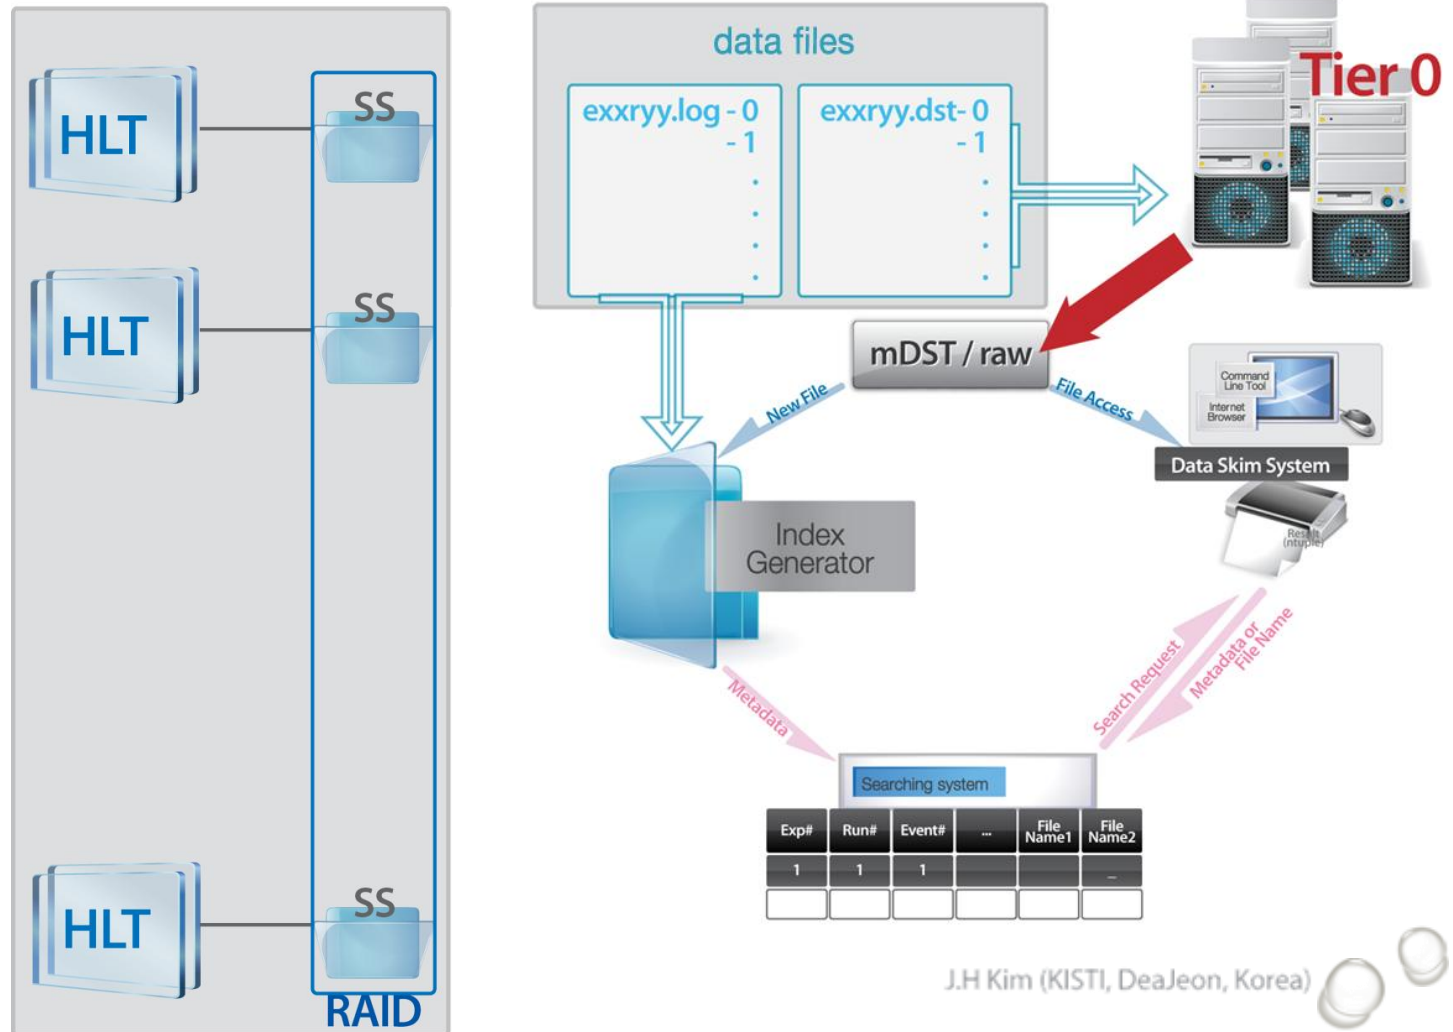 HLT
SS
HLT
SS
HLT
SS
RAID
data files
exxryy.log - 0
- 1
exxryy.dst- 0
- 1
Tier 0
mDST / raw
New File
File Access
Command
Line Tool
Internet
Browser
Data Skim System
Result
(ntuple)
Index
Generator
Metadata
Search Request
Metadata or
File Name
Searching system
Exp# Run# Event# ... File Name1 File Name2
1 1 1 _
J.H Kim (KISTI, DeaJeon, Korea)